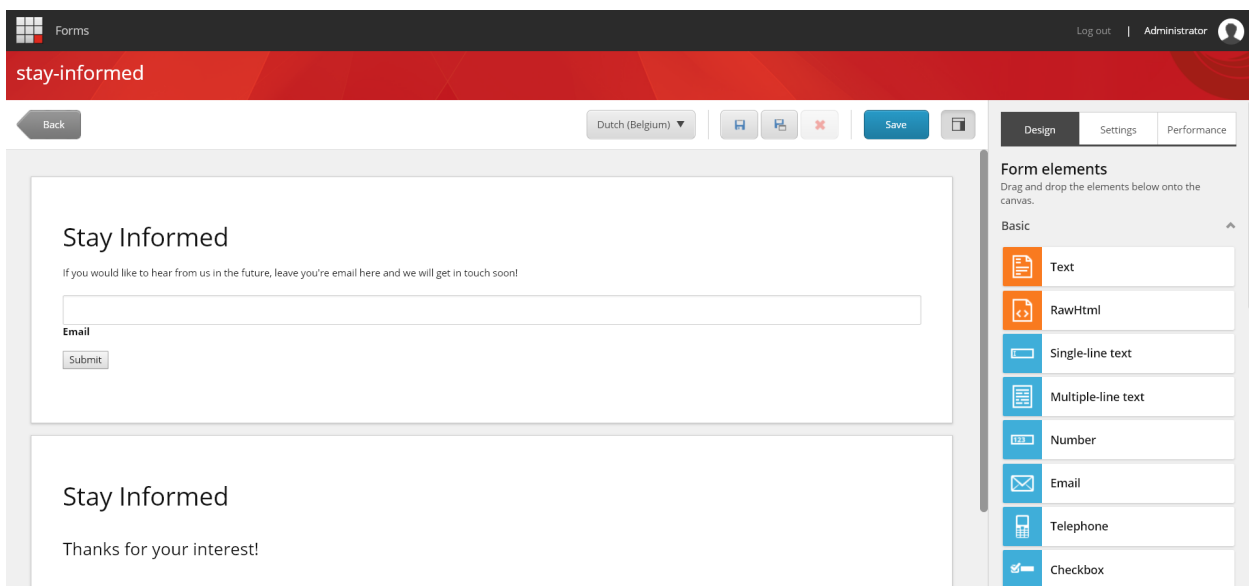 Forms
Log out | Administrator
stay-informed
Back
Dutch (Belgium) ▼
Save
Design
Settings
Performance
Form elements
Drag and drop the elements below onto the
canvas.
Basic
Text
RawHtml
Single-line text
Multiple-line text
123
Number
Email
Telephone
Checkbox
Stay Informed
If you would like to hear from us in the future, leave you're email here and we will get in touch soon!
Email
Submit
Stay Informed
Thanks for your interest!